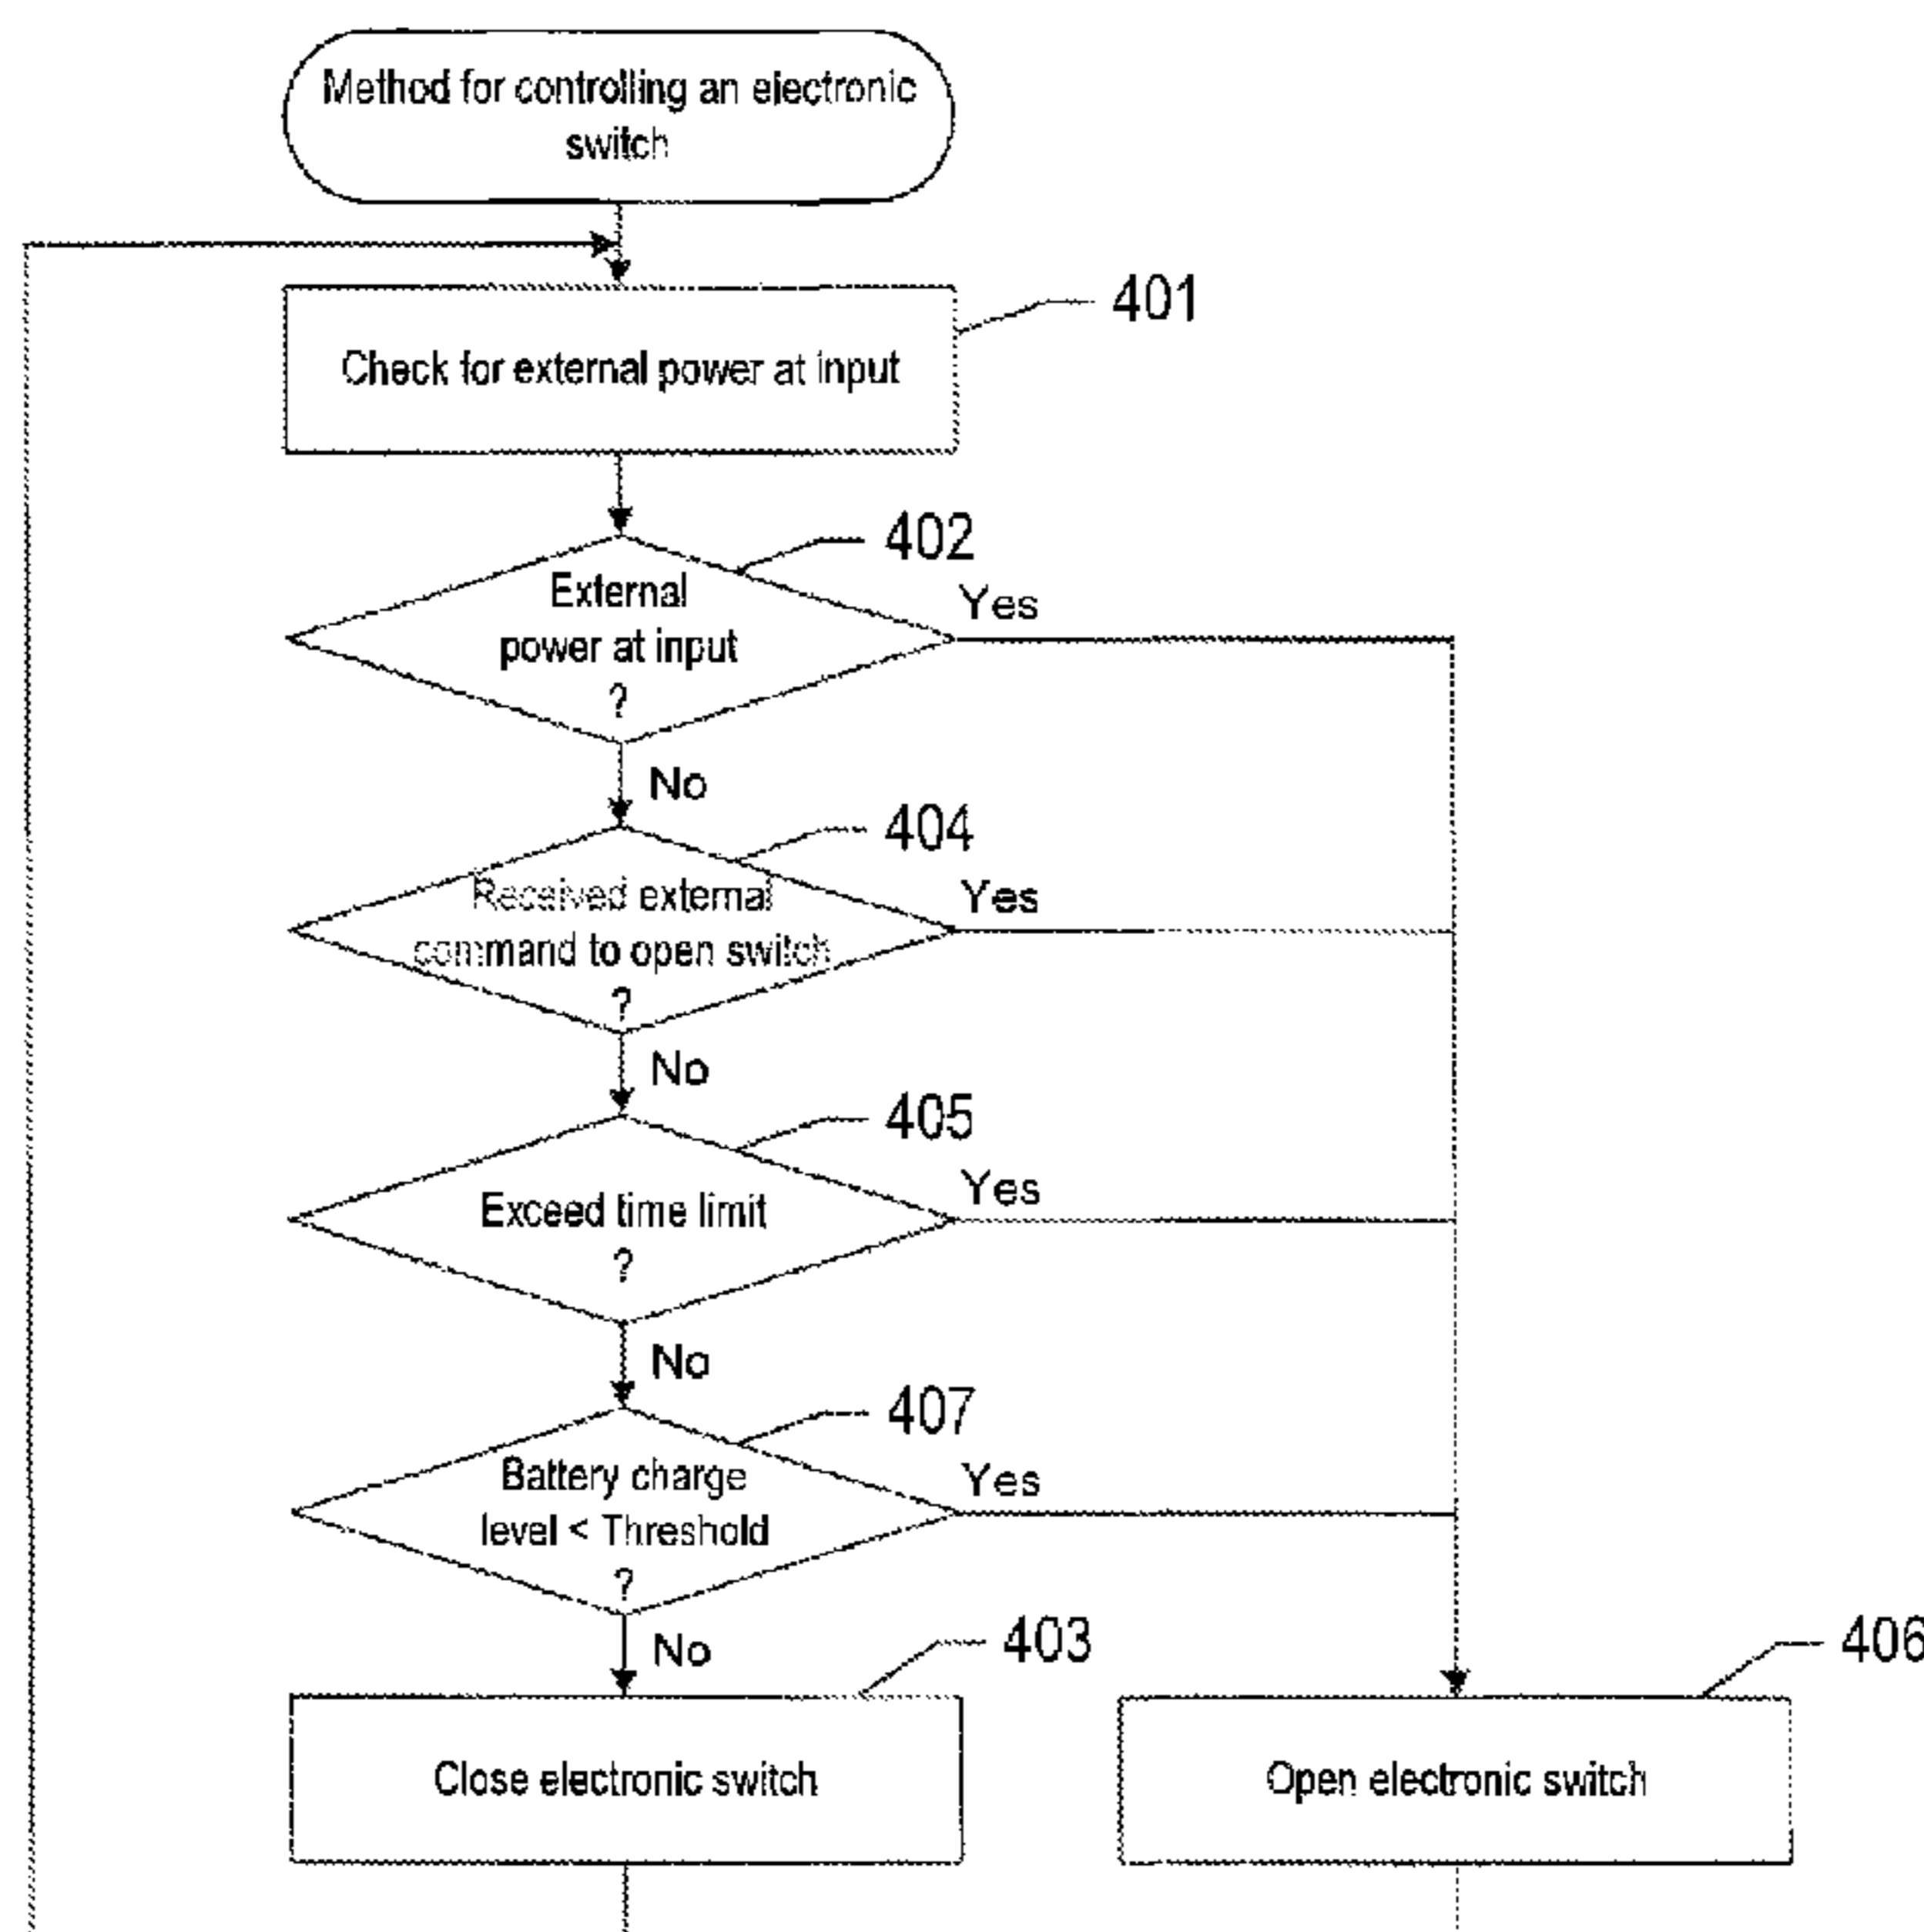 Method for controlling an electronic
switch
401
Check for external power at input
402
External
power at input
?
Yes
No
404
Received external
command to open switch
?
Yes
No
405
Exceed time limit
?
Yes
No
407
Battery charge
level < Threshold
?
Yes
No
403
406
Close electronic switch
Open electronic switch